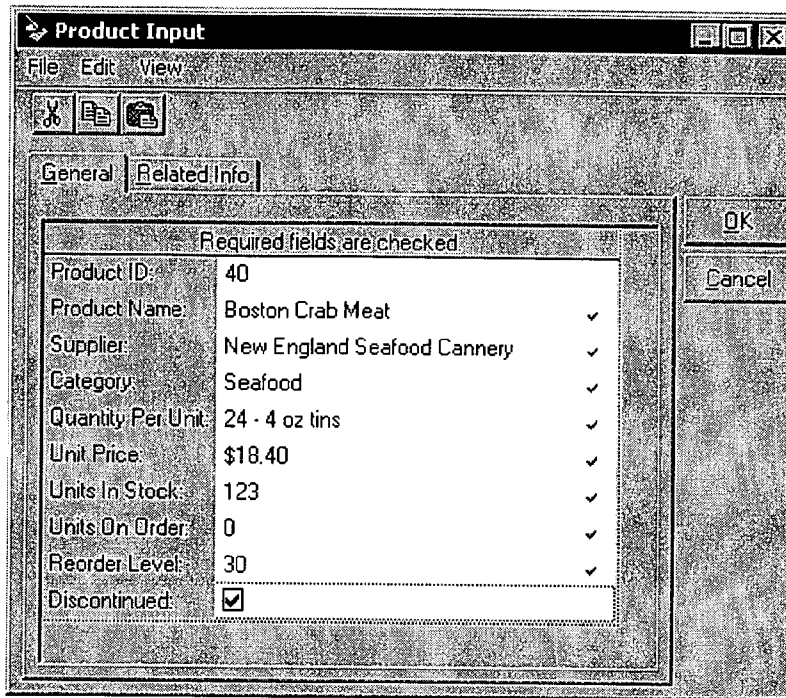 Product Input
File Edit View
General Related Info
OK
Cancel
Required fields are checked
Product ID: 40
Product Name: Boston Crab Meat
Supplier: New England Seafood Cannery
Category: Seafood
Quantity Per Unit: 24 - 4 oz tins
Unit Price: $18.40
Units In Stock: 123
Units On Order: 0
Reorder Level: 30
Discontinued: